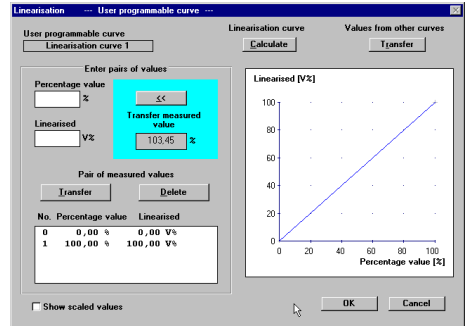 Linearisation --- User programmable curve ---
User programmable curve
Linearisation curve 1
Linearisation curve
Calculate
Values from other curves
Transfer
Enter pairs of values
Percentage value
%
Linearised
V%
<<
Transfer measured
value
103,45 %
Pair of measured values
Transfer Delete
No. Percentage value Linearised
0 0,00 % 0,00 V%
1 100,00 % 100,00 V%
Show scaled values
Linearised [V%]
100
80
60
40
20
0
0 20 40 60 80 100
Percentage value [%]
OK Cancel